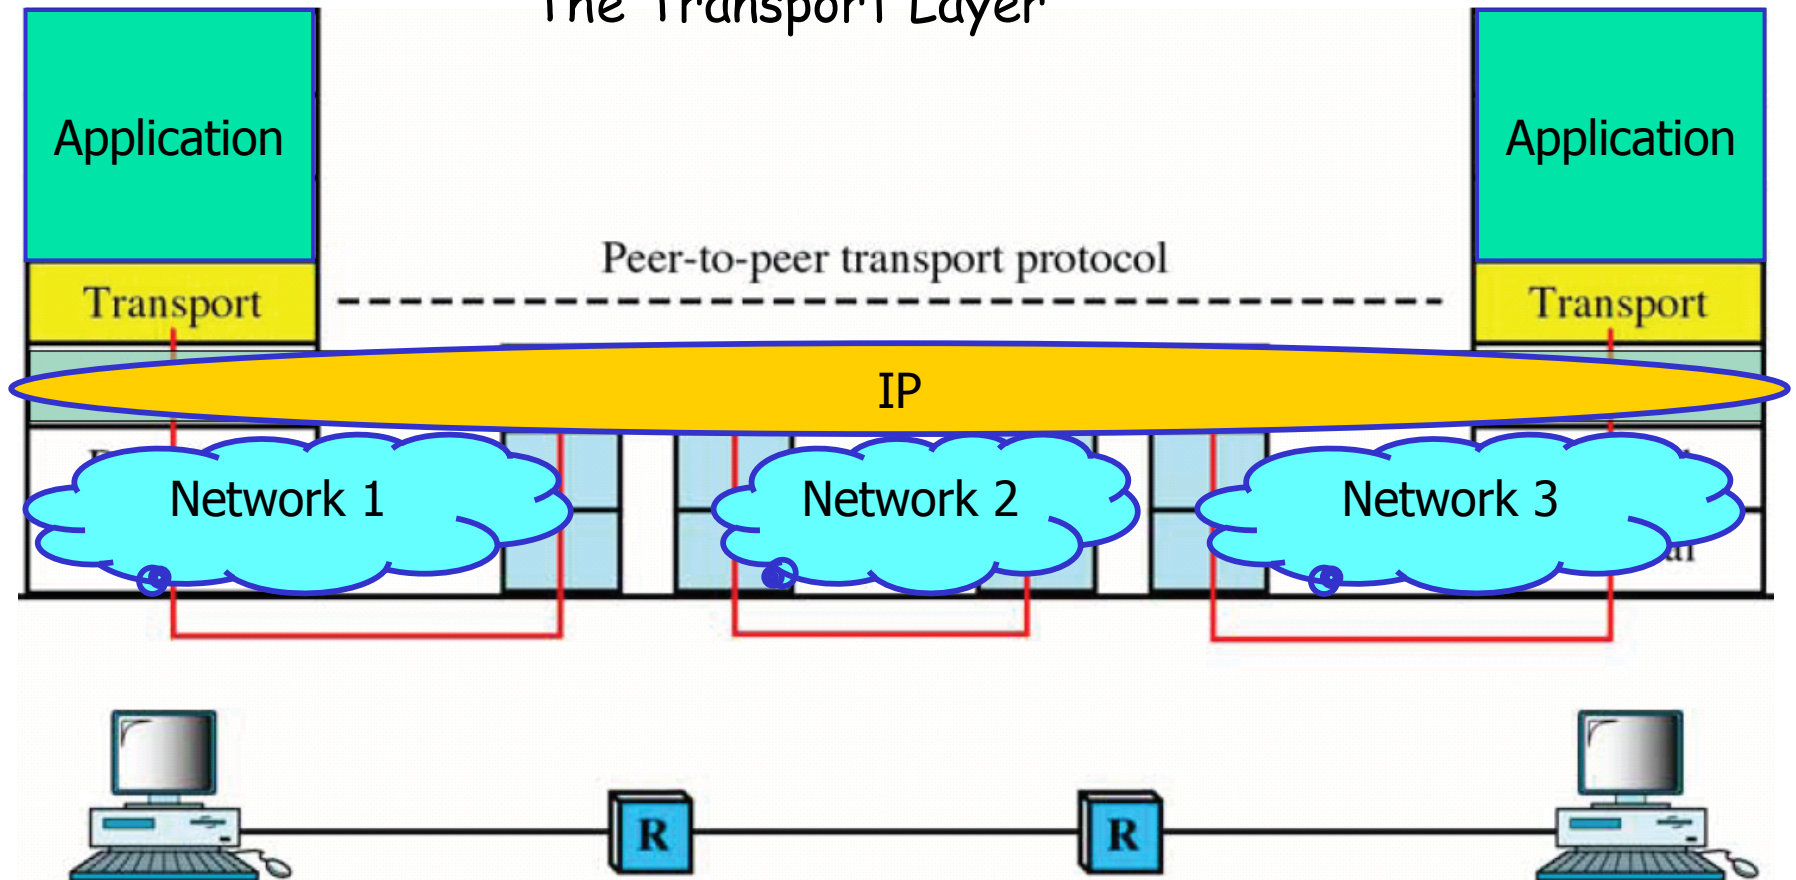 The Transport Layer
Application
Application
Peer-to-peer transport protocol
Transport
Transport
IP
Network 1
Network 2
Network 3
R
R